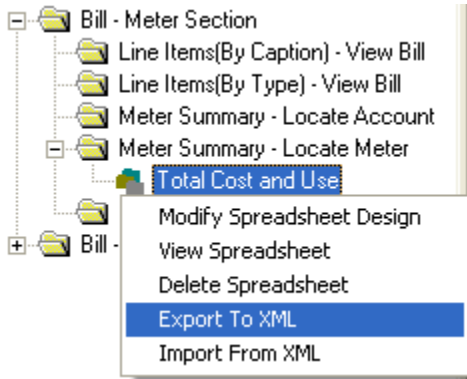 Bill - Meter Section
Line Items(By Caption) - View Bill
Line Items(By Type) - View Bill
Meter Summary - Locate Account
Meter Summary - Locate Meter
Total Cost and Use
Modify Spreadsheet Design
Bill -
View Spreadsheet
Delete Spreadsheet
Export To XML
Import From XML